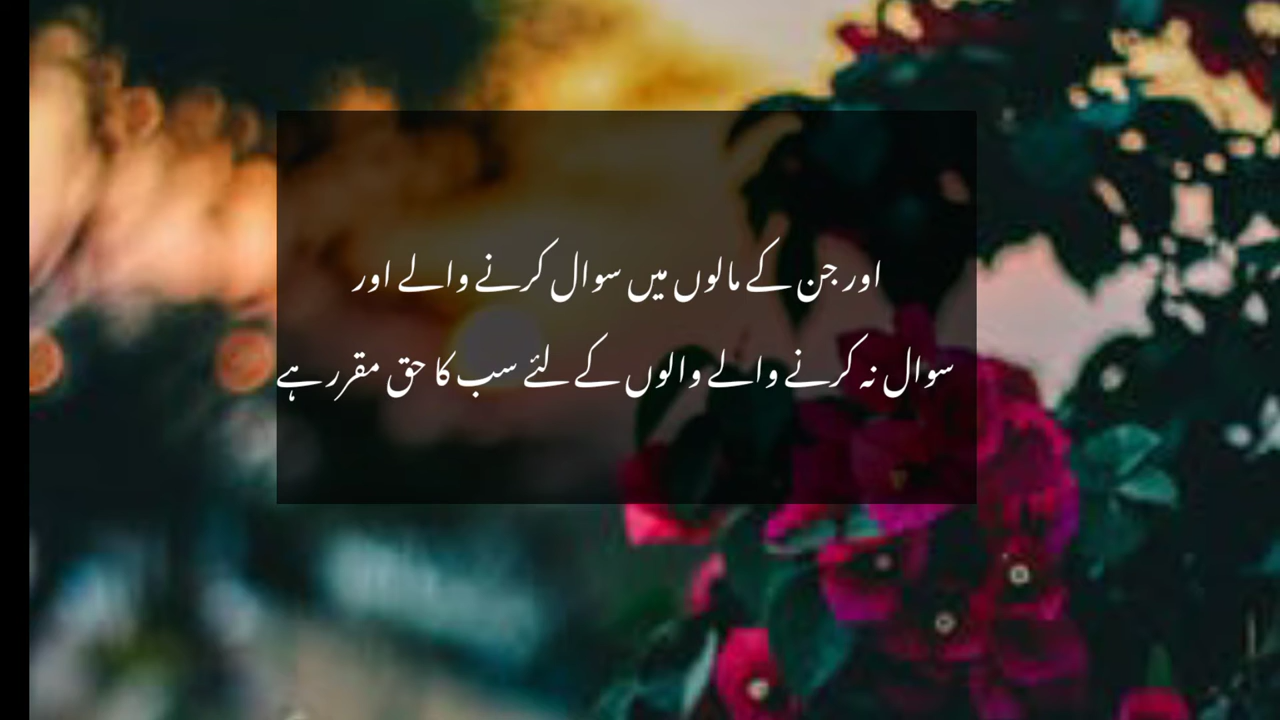 اور جن کے مالوں میں سوال کرنے والے اور
سوال نہ کرنے والے والوں کے لئے سب کا حق مقرر ہے